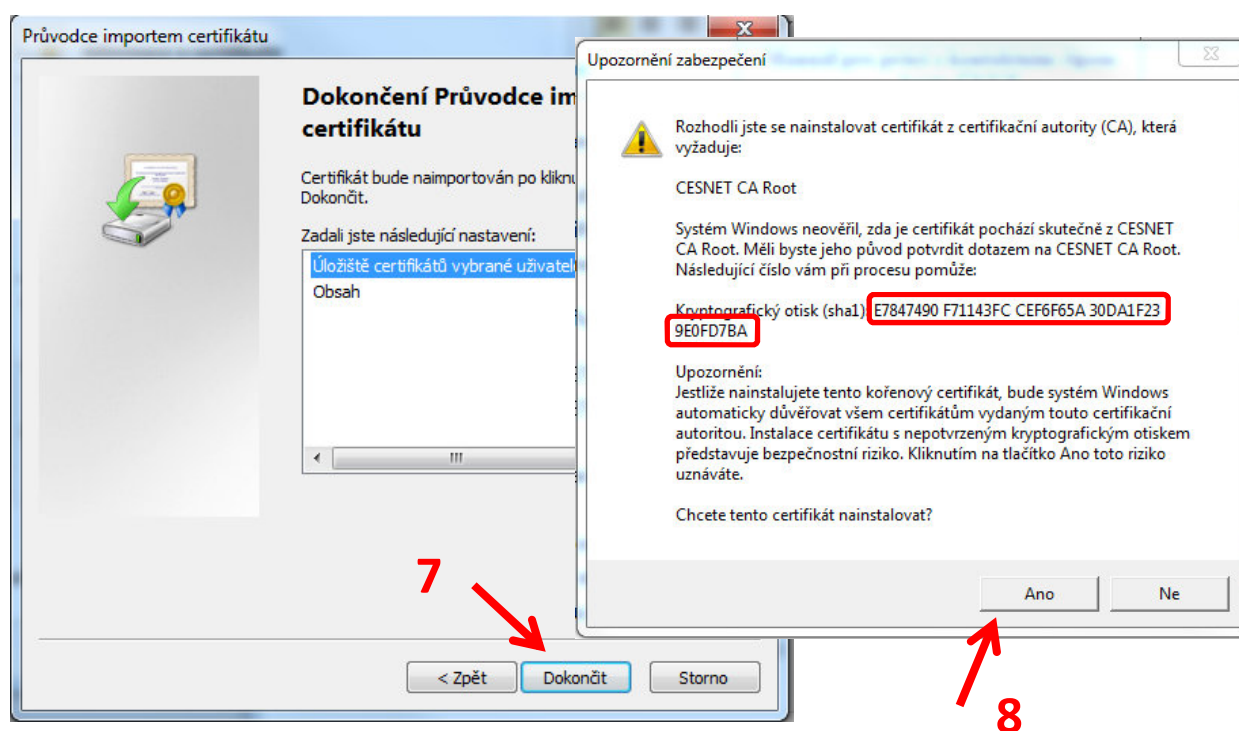 Průvodce importem certifikátu
Dokončení Průvodce im
certifikátu
Certifikát bude naimportován po kliknu
Dokončit.
Zadali jste následující nastavení:
Úložiště certifikátů vybrané uživatel
Obsah
7
< Zpět
Dokončit
Storno
Upozornění zabezpečení
Rozhodli jste se nainstalovat certifikát z certifikační autority (CA), která
vyžaduje:
CESNET CA Root
Systém Windows neověřil, zda je certifikát pochází skutečně z CESNET
CA Root. Měli byste jeho původ potvrdit dotazem na CESNET CA Root.
Následující číslo vám při procesu pomůže:
Kryptografický otisk (sha1): E7847490 F71143FC CEF6F65A 30DA1F23
9E0FD7BA
Upozornění:
Jestliže nainstalujete tento kořenový certifikát, bude systém Windows
automaticky důvěřovat všem certifikátům vydaným touto certifikační
autoritou. Instalace certifikátu s nepotvrzeným kryptografickým otiskem
představuje bezpečnostní riziko. Kliknutím na tlačítko Ano toto riziko
uznáváte.
Chcete tento certifikát nainstalovat?
Ano
Ne
8